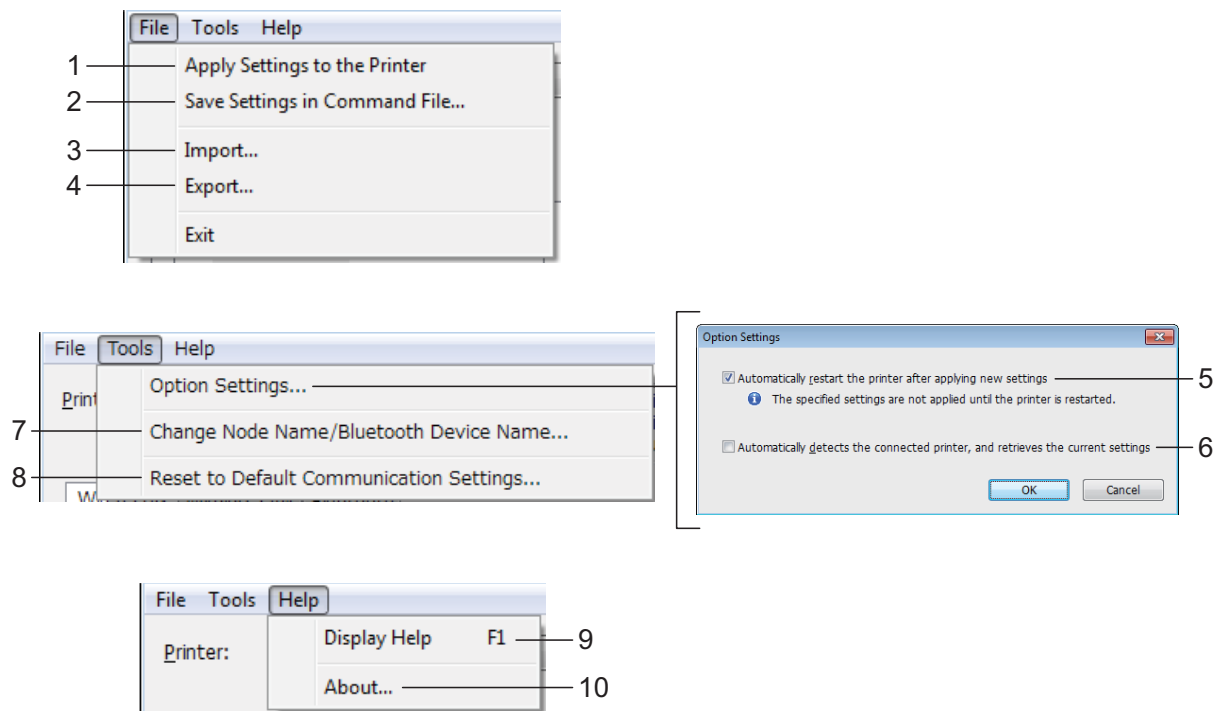 File Tools Help
1 Apply Settings to the Printer
2 Save Settings in Command File...
3 Import...
4 Export...
Exit
File Tools Help
Print
Option Settings...
7 Change Node Name/Bluetooth Device Name...
8 Reset to Default Communication Settings...
Option Settings
Automatically restart the printer after applying new settings 5
The specified settings are not applied until the printer is restarted.
Automatically detects the connected printer, and retrieves the current settings 6
OK Cancel
File Tools Help
Printer:
Display Help F1 9
About... 10